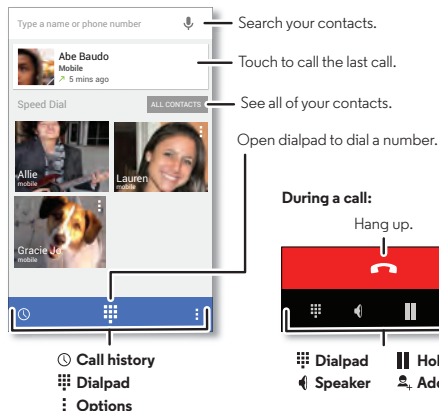 Type a name or phone number
Search your contacts.
Abe Baudo
Mobile
5 mins ago
Touch to call the last call.
Speed Dial
ALL CONTACTS
See all of your contacts.
Open dialpad to dial a number.
Allie
mobile
Lauren
mobile
Gracie Jo
mobile
During a call:
Hang up.
Call history
Dialpad
Options
Dialpad
Hol
Speaker
Add